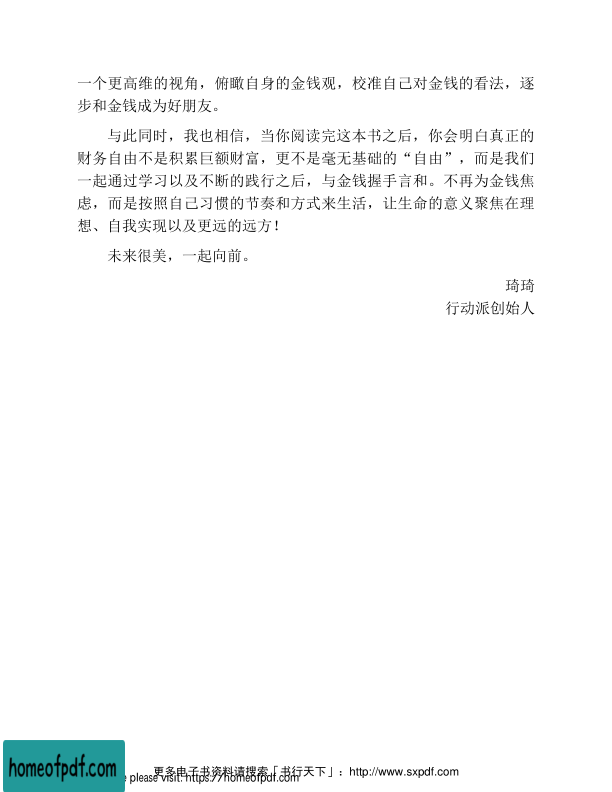 一个更高维的视角，俯瞰自身的金钱观，校准自己对金钱的看法，逐
步和金钱成为好朋友。
与此同时，我也相信，当你阅读完这本书之后，你会明白真正的
财务自由不是积累巨额财富，更不是毫无基础的“自由”，而是我们
一起通过学习以及不断的践行之后，与金钱握手言和。不再为金钱焦
虑，而是按照自己习惯的节奏和方式来生活，让生命的意义聚焦在理
想、自我实现以及更远的远方！
未来很美，一起向前。
琦琦
行动派创始人
更多电子书资料请搜索「书行天下」：http://www.sxpdf.com
homeofpdf.com
please visit: https://homeofpdf.com